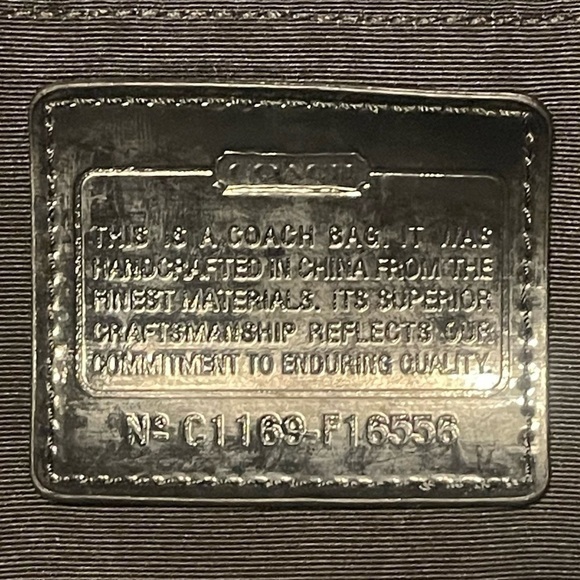 COACH
THIS IS A COACH BAG. IT WAS
HANDCRAFTED IN CHINA FROM THE
FINEST MATERIALS. ITS SUPERIOR
CRAFTSMANSHIP REFLECTS OUR
COMMITMENT TO ENDURING QUALITY.
Nº C1169-F16556